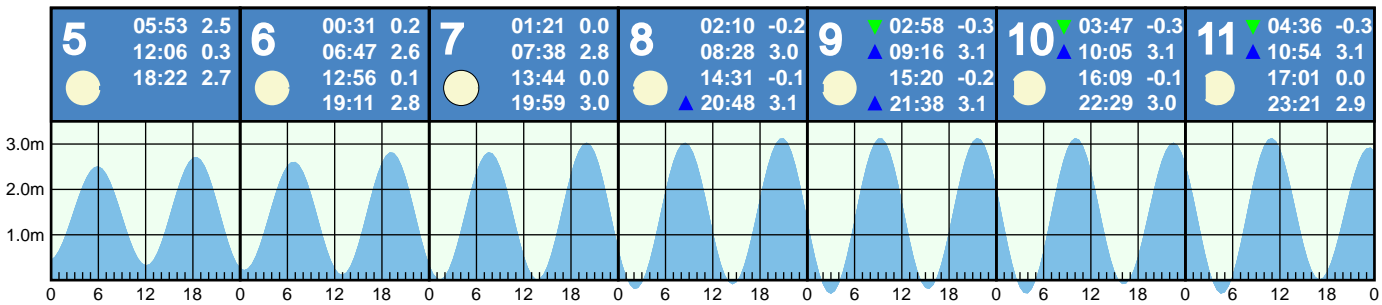 5
05:53 2.5
12:06 0.3
18:22 2.7
6
00:31 0.2
06:47 2.6
12:56 0.1
19:11 2.8
7
01:21 0.0
07:38 2.8
13:44 0.0
19:59 3.0
8
02:10 -0.2
08:28 3.0
14:31 -0.1
▲ 20:48 3.1
9
▼ 02:58 -0.3
▲ 09:16 3.1
15:20 -0.2
▲ 21:38 3.1
10
▼ 03:47 -0.3
▲ 10:05 3.1
16:09 -0.1
22:29 3.0
11
▼ 04:36 -0.3
▲ 10:54 3.1
17:01 0.0
23:21 2.9
3.0m
2.0m
1.0m
0 6 12 18 0 6 12 18 0 6 12 18 0 6 12 18 0 6 12 18 0 6 12 18 0 6 12 18 0